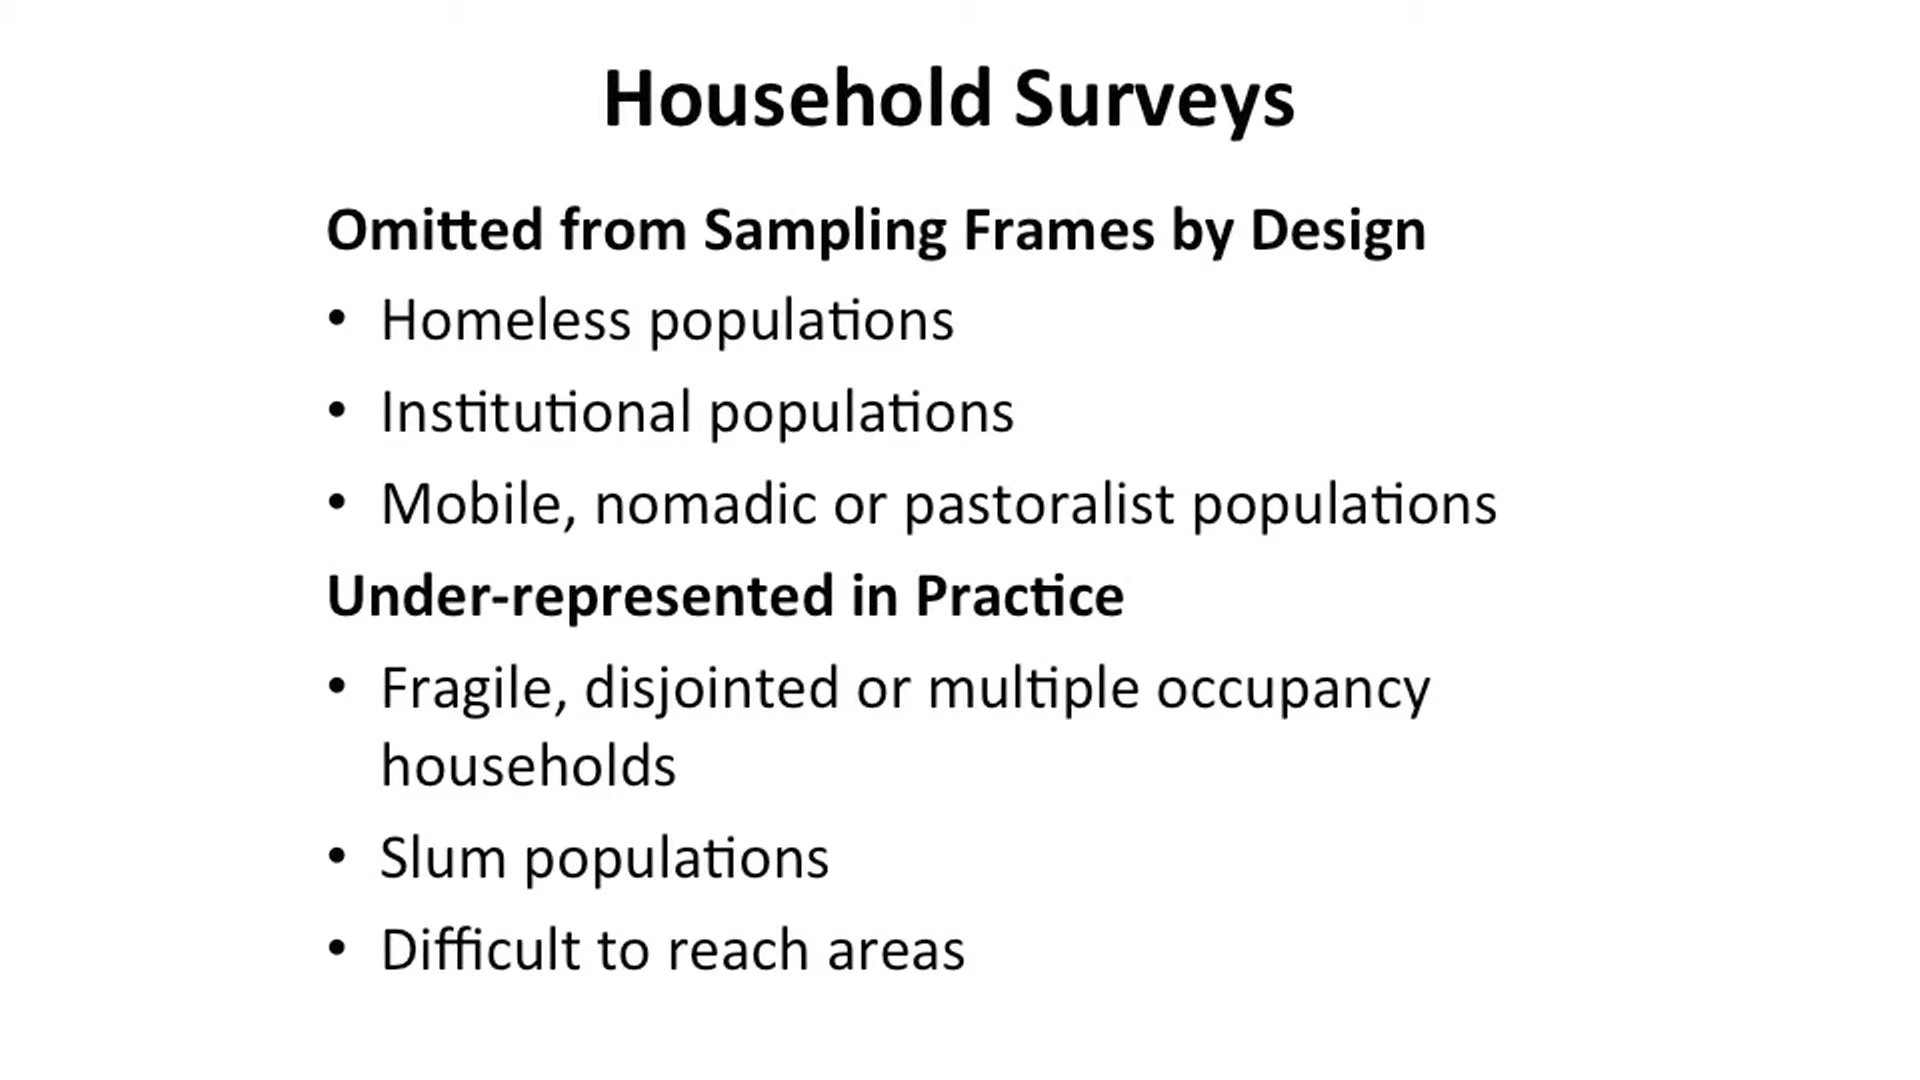 Household Surveys
Omitted from Sampling Frames by Design
• Homeless populations
• Institutional populations
• Mobile, nomadic or pastoralist populations
Under-represented in Practice
• Fragile, disjointed or multiple occupancy
households
• Slum populations
• Difficult to reach areas